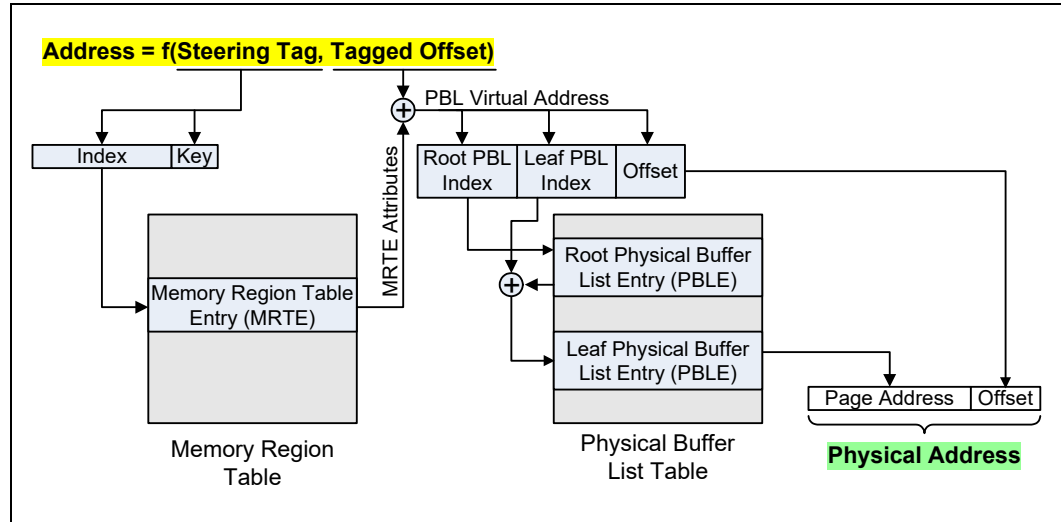 Address = f(Steering Tag, Tagged Offset)
PBL Virtual Address
Index
Key
MRTE Attributes
Root PBL
Index
Leaf PBL
Index
Offset
Root Physical Buffer
List Entry (PBLE)
Memory Region Table
Entry (MRTE)
Leaf Physical Buffer
List Entry (PBLE)
Page Address
Offset
Memory Region
Table
Physical Buffer
List Table
Physical Address